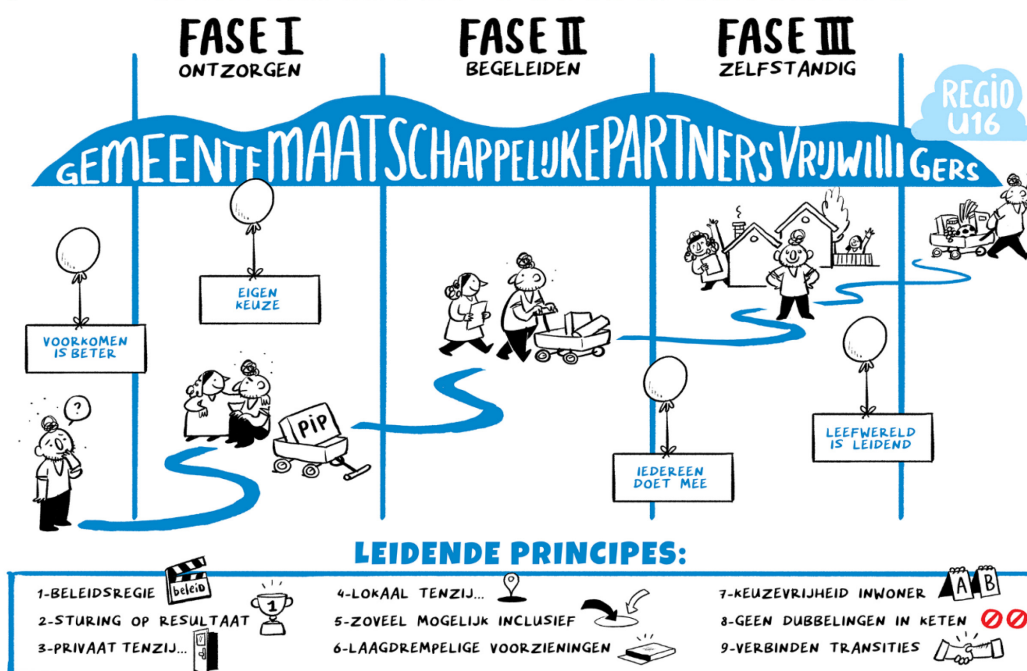 FASE I
ONTZORGEN
FASE II
BEGELEIDEN
FASE III
ZELFSTANDIG
REGIO
U16
GEMEENTE MAATSCHAPPELIJKE PARTNERS VRIJWILLIGERS
VOORKOMEN
IS BETER
EIGEN
KEUZE
?
PIP
IEDEREEN
DOET MEE
LEEFWERELD
IS LEIDEND
LEIDENDE PRINCIPES:
1-BELEIDSREGIE
beleid
2-STURING OP RESULTAAT
1
3-PRIVAAT TENZIJ...
4-LOKAAL TENZIJ...
5-ZOVEEL MOGELIJK INCLUSIEF
6-LAAGDREMPELIGE VOORZIENINGEN
7-KEUZEVRIJHEID INWONER
A B
8-GEEN DUBBELINGEN IN KETEN
9-VERBINDEN TRANSITIES